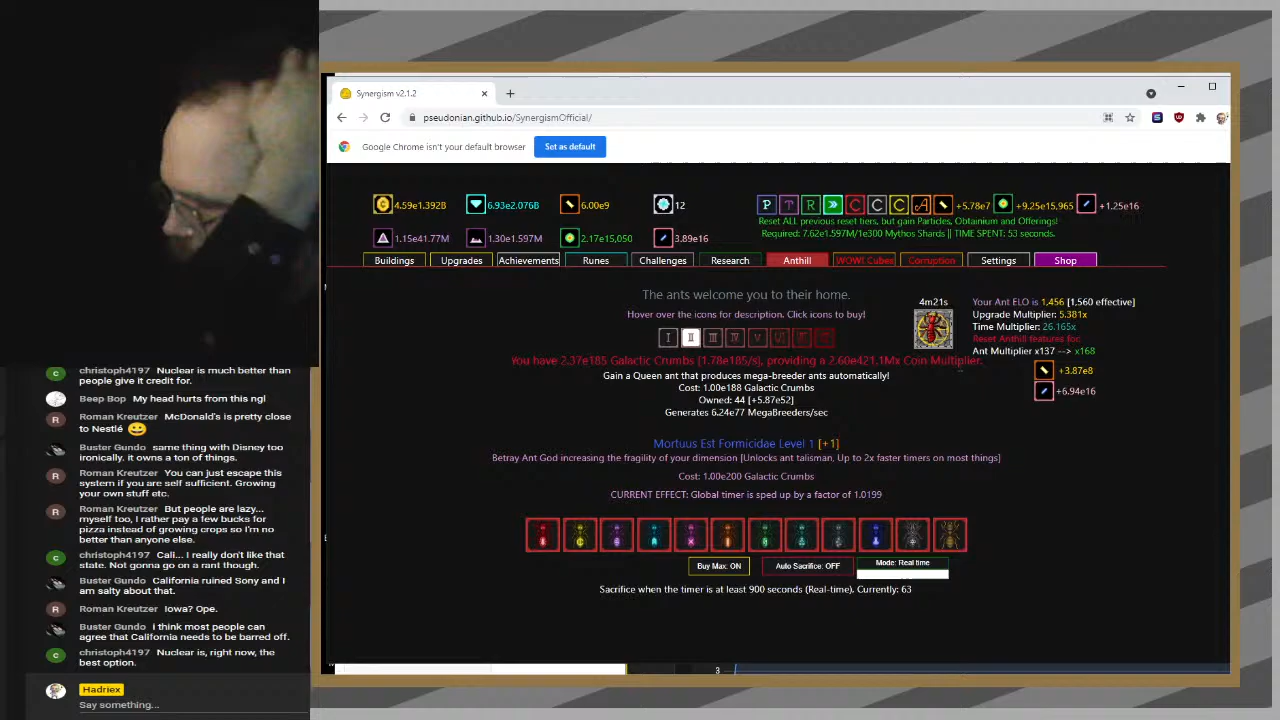 Synergism v2.1.2
pseudonian.github.io/SynergismOfficial/
Google Chrome isn't your default browser
Set as default
4.59e1.392B
6.93e2.076B
6.00e9
12
+5.78e7
+9.25e15,965
+1.25e16
Reset ALL previous reset tiers, but gain Particles, Obtainium and Offerings!
1.15e41.77M
1.30e1.597M
2.17e15,050
3.89e16
Required: 7.62e1.597M/1e300 Mythos Shards || TIME SPENT: 53 seconds.
Buildings
Upgrades
Achievements
Runes
Challenges
Research
Anthill
WOW! Cubes
Corruption
Settings
Shop
The ants welcome you to their home.
Hover over the icons for description. Click icons to buy!
I II III IV V
You have 2.37e185 Galactic Crumbs [1.78e185/s], providing a 2.60e421,1Mx Coin Multiplier.
Gain a Queen ant that produces mega-breeder ants automatically!
Cost: 1.00e188 Galactic Crumbs
Owned: 44 [+5.87e52]
Generates 6.24e77 MegaBreeders/sec
4m21s
Your Ant ELO is 1,456 [1,560 effective]
Upgrade Multiplier: 5.381x
Time Multiplier: 26.165x
Reset Anthill features for:
Ant Multiplier x137 --> x168
+3.87e8
+6.94e16
Mortuus Est Formicidae Level 1 [+1]
Betray Ant God increasing the fragility of your dimension [Unlocks ant talisman, Up to 2x faster timers on most things]
Cost: 1.00e200 Galactic Crumbs
CURRENT EFFECT: Global timer is sped up by a factor of 1.0199
Buy Max: ON
Auto Sacrifice: OFF
Mode: Real time
Sacrifice when the timer is at least 900 seconds (Real-time). Currently: 63
3
christoph4197 Nuclear is much better than
people give it credit for.
Beep Bop My head hurts from this ngl
Roman Kreutzer McDonald's is pretty close
to Nestlé 😀
Buster Gundo same thing with Disney too
ironically. it owns a ton of things.
Roman Kreutzer You can just escape this
system if you are self sufficient. Growing
your own stuff etc.
Roman Kreutzer But people are lazy...
myself too, I rather pay a few bucks for
pizza instead of growing crops so I'm no
better than anyone else.
christoph4197 Cali... I really don't like that
state. Not gonna go on a rant though.
Buster Gundo California ruined Sony and I
am salty about that.
Roman Kreutzer Iowa? Ope.
Buster Gundo i think most people can
agree that California needs to be barred off.
christoph4197 Nuclear is, right now, the
best option.
Hadriex
Say something...